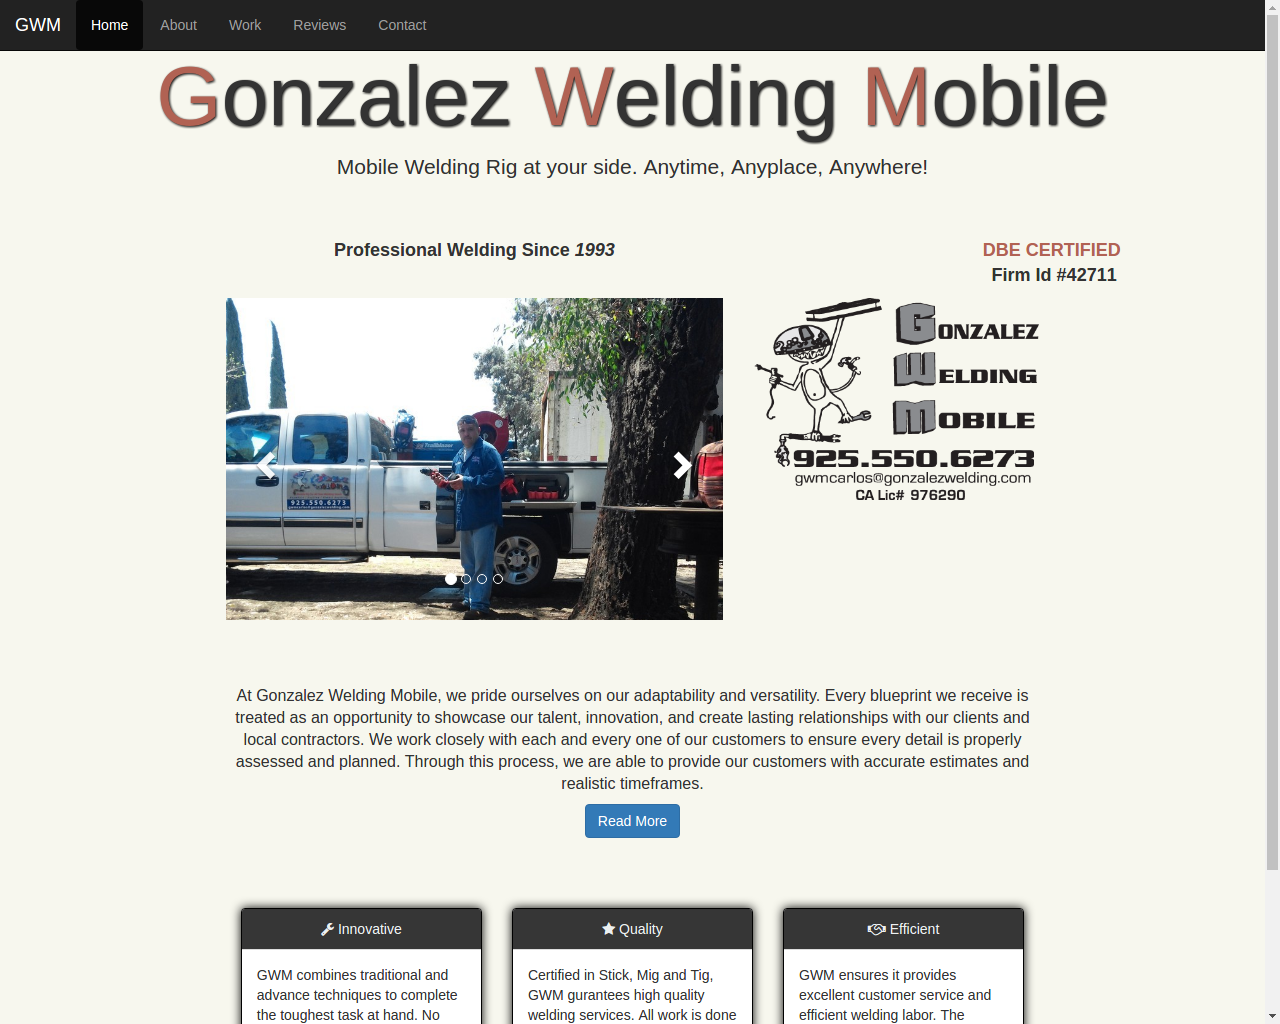 GWM Home About Work Reviews Contact
Gonzalez Welding Mobile
Mobile Welding Rig at your side. Anytime, Anyplace, Anywhere!
Professional Welding Since 1993
DBE CERTIFIED
Firm Id #42711
925.550.6273
GONZALEZ
WELDING
MOBILE
925.550.6273
gwmcarlos@gonzalezwelding.com
CA Lic# 976290
At Gonzalez Welding Mobile, we pride ourselves on our adaptability and versatility. Every blueprint we receive is
treated as an opportunity to showcase our talent, innovation, and create lasting relationships with our clients and
local contractors. We work closely with each and every one of our customers to ensure every detail is properly
assessed and planned. Through this process, we are able to provide our customers with accurate estimates and
realistic timeframes.
Read More
Innovative
GWM combines traditional and
advance techniques to complete
the toughest task at hand. No
Quality
Certified in Stick, Mig and Tig,
GWM gurantees high quality
welding services. All work is done
Efficient
GWM ensures it provides
excellent customer service and
efficient welding labor. The